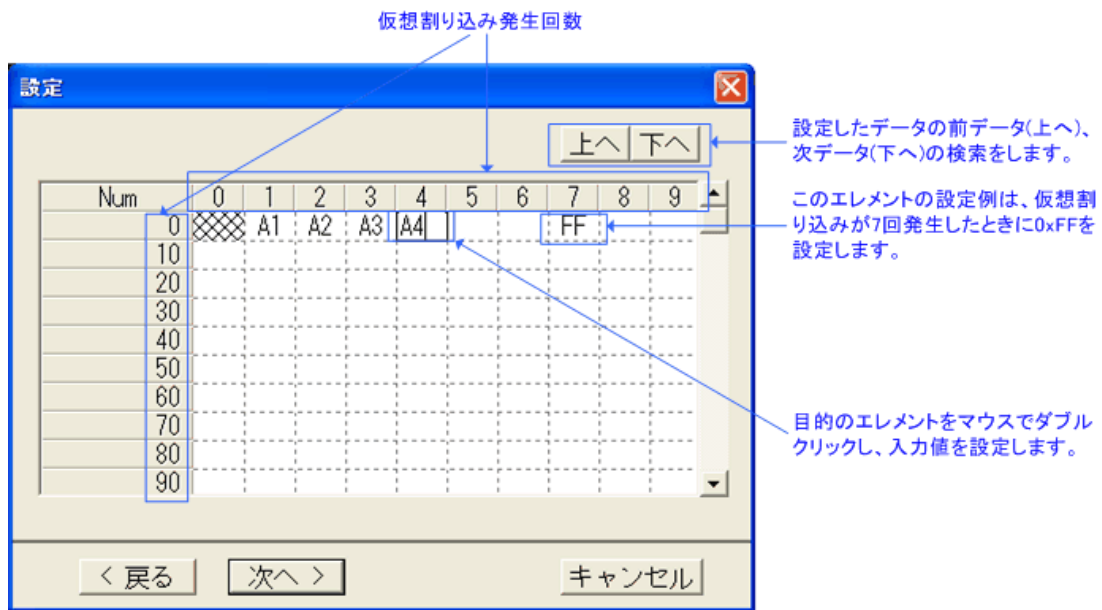 仮想割り込み発生回数
設定
上へ 下へ
設定したデータの前データ(上へ)、
次データ(下へ)の検索をします。
Num 0 1 2 3 4 5 6 7 8 9
0 A1 A2 A3 A4 FF
10
20
30
40
50
60
70
80
90
このエレメントの設定例は、仮想割
り込みが7回発生したときに0xFFを
設定します。
目的のエレメントをマウスでダブル
クリックし、入力値を設定します。
< 戻る 次へ > キャンセル